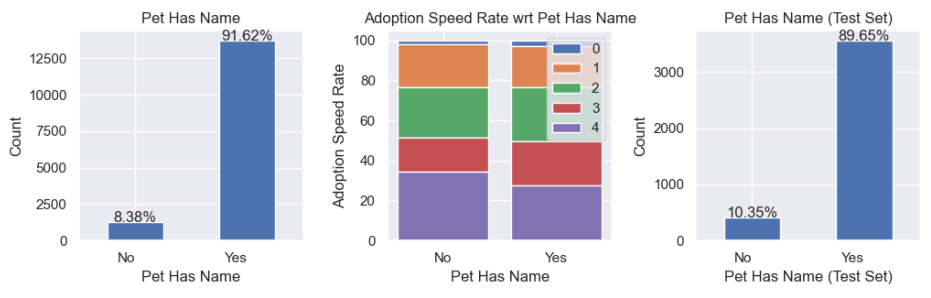 Pet Has Name
91.62%
12500
10000
7500
5000
2500
0
8.38%
Count
No Yes
Pet Has Name
Adoption Speed Rate wrt Pet Has Name
100
80
60
40
20
0
0
1
2
3
4
Adoption Speed Rate
No Yes
Pet Has Name
Pet Has Name (Test Set)
89.65%
3000
2000
1000
0
10.35%
Count
No Yes
Pet Has Name (Test Set)